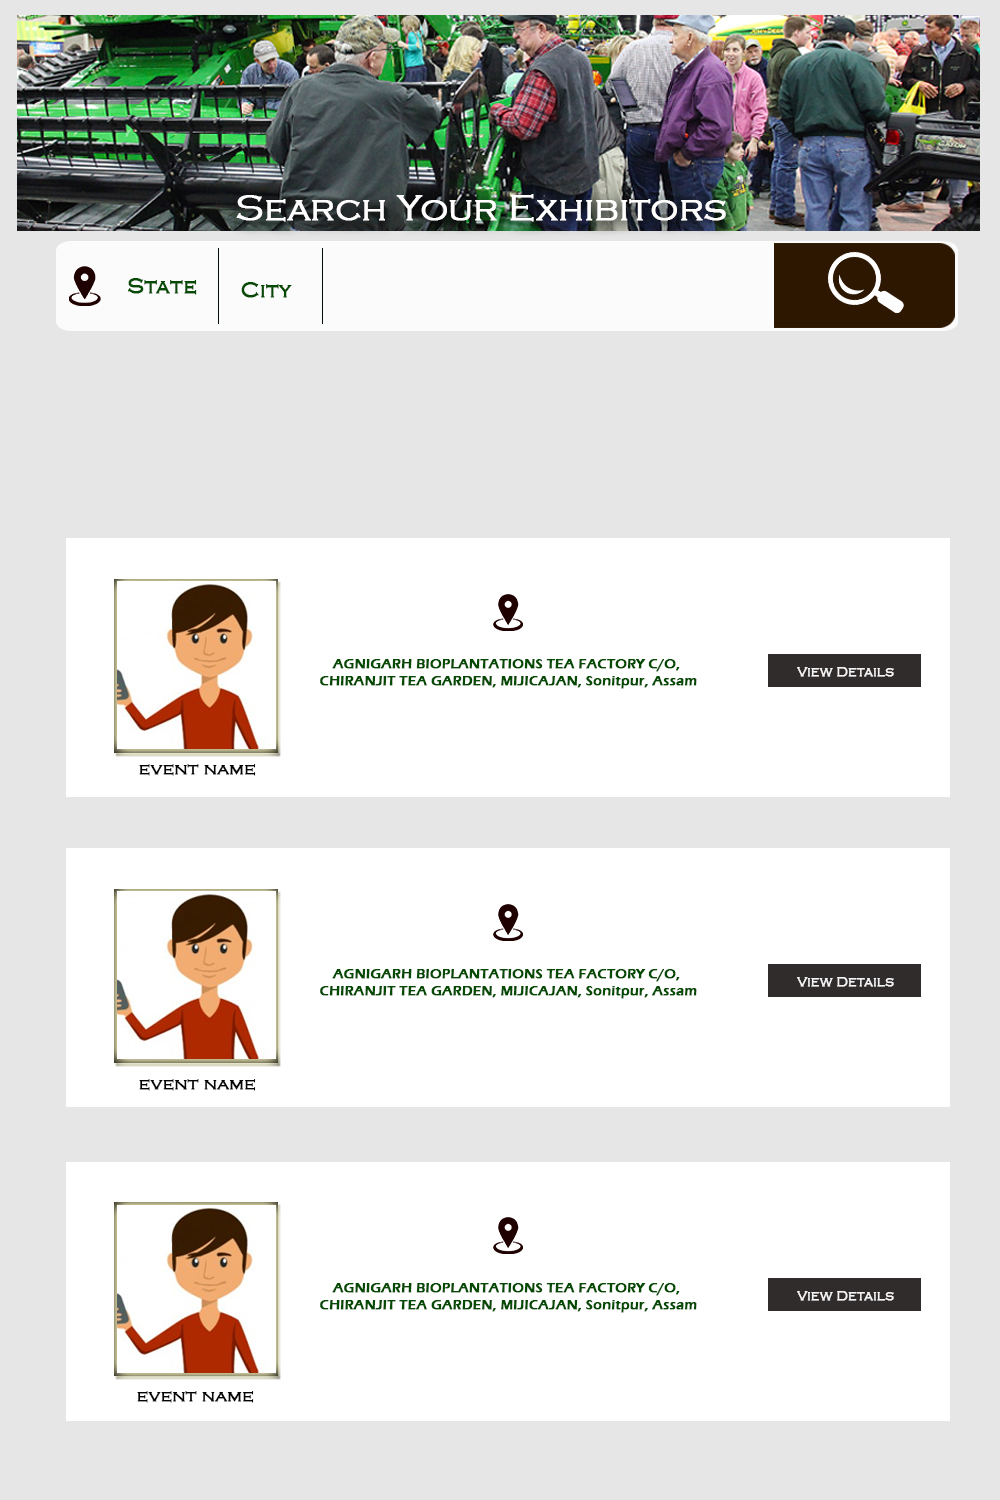 Search Your Exhibitors
State
City
AGNIGARH BIOPLANTATIONS TEA FACTORY C/O,
CHIRANJIT TEA GARDEN, MIJICAJAN, Sonitpur, Assam
View Details
EVENT NAME
AGNIGARH BIOPLANTATIONS TEA FACTORY C/O,
CHIRANJIT TEA GARDEN, MIJICAJAN, Sonitpur, Assam
View Details
EVENT NAME
AGNIGARH BIOPLANTATIONS TEA FACTORY C/O,
CHIRANJIT TEA GARDEN, MIJICAJAN, Sonitpur, Assam
View Details
EVENT NAME